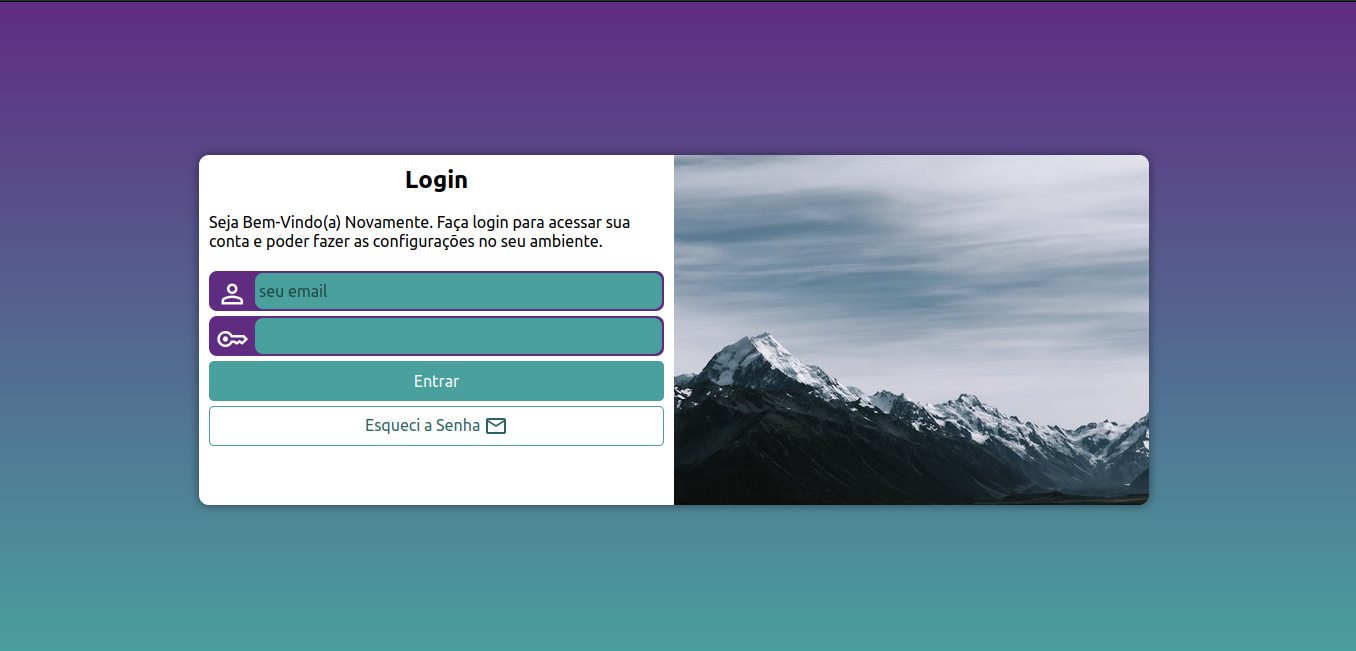 Login
Seja Bem-Vindo(a) Novamente. Faça login para acessar sua
conta e poder fazer as configurações no seu ambiente.
seu email
Entrar
Esqueci a Senha